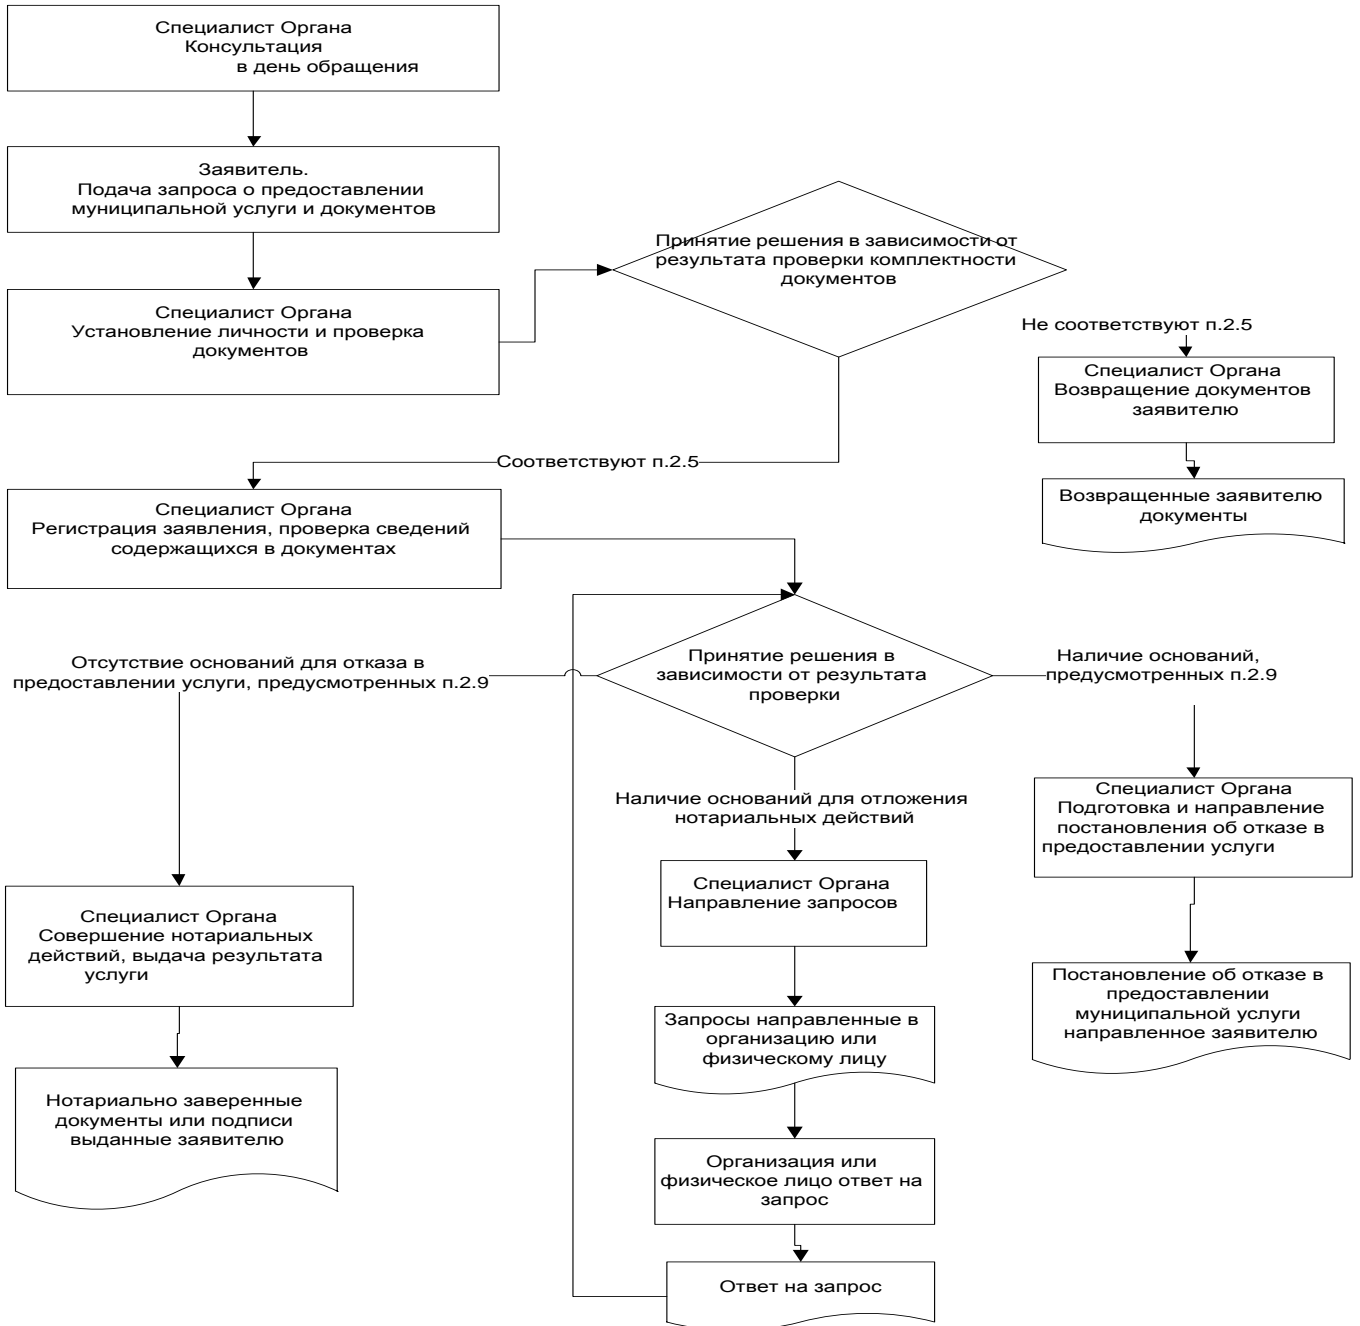 Специалист Органа
Консультация
в день обращения
Заявитель.
Подача запроса о предоставлении
муниципальной услуги и документов
Специалист Органа
Установление личности и проверка
документов
Принятие решения в зависимости от
результата проверки комплектности
документов
Не соответствуют п.2.5
Специалист Органа
Возвращение документов
заявителю
Возвращенные заявителю
документы
Соответствуют п.2.5
Специалист Органа
Регистрация заявления, проверка сведений
содержащихся в документах
Принятие решения в
зависимости от результата
проверки
Отсутствие оснований для отказа в
предоставлении услуги, предусмотренных п.2.9
Наличие оснований,
предусмотренных п.2.9
Наличие оснований для отложения
нотариальных действий
Специалист Органа
Подготовка и направление
постановления об отказе в
предоставлении услуги
Специалист Органа
Направление запросов
Специалист Органа
Совершение нотариальных
действий, выдача результата
услуги
Постановление об отказе в
предоставлении
муниципальной услуги
направленное заявителю
Запросы направленные в
организацию или
физическому лицу
Нотариально заверенные
документы или подписи
выданные заявителю
Организация или
физическое лицо ответ на
запрос
Ответ на запрос